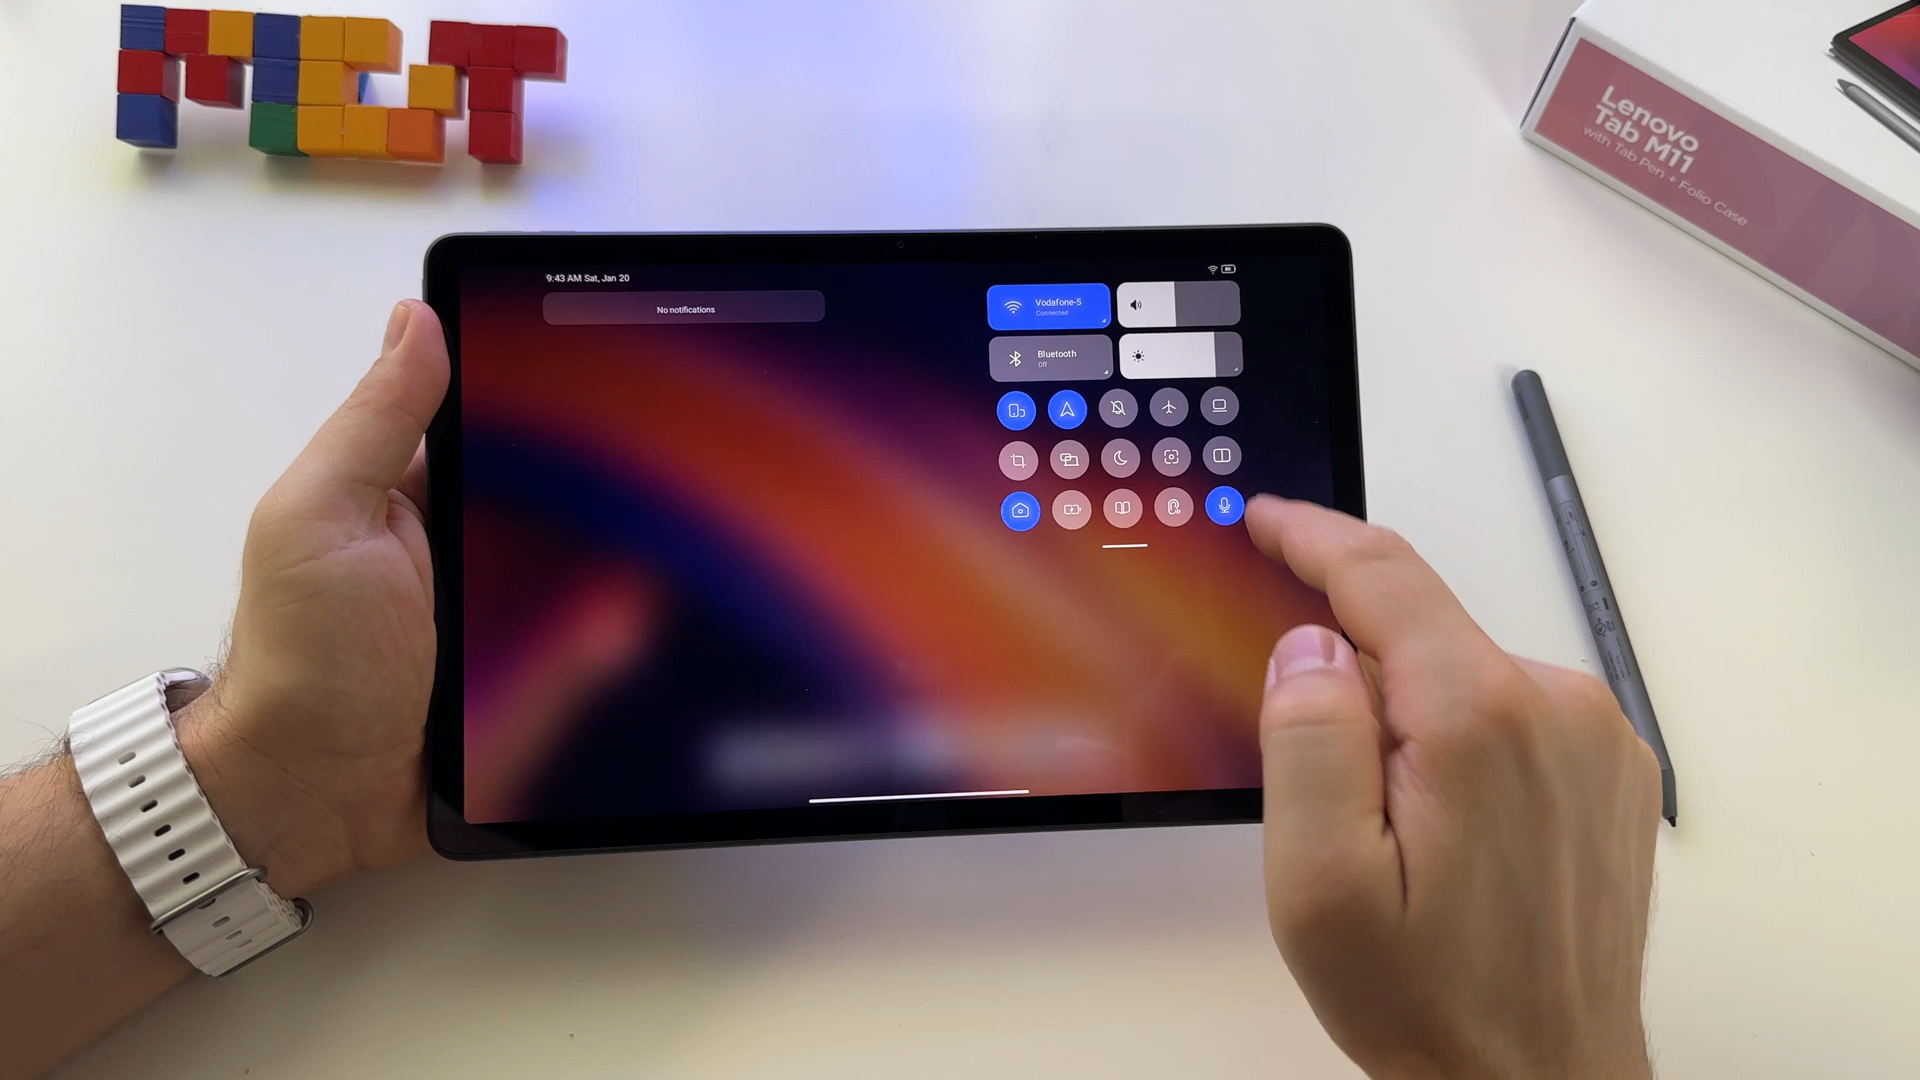 Lenovo
Tab M11
with Tab Pen + Folio Case
9:43 AM Sat, Jan 20
No notifications
Vodafone-5
Connected
Bluetooth
Off